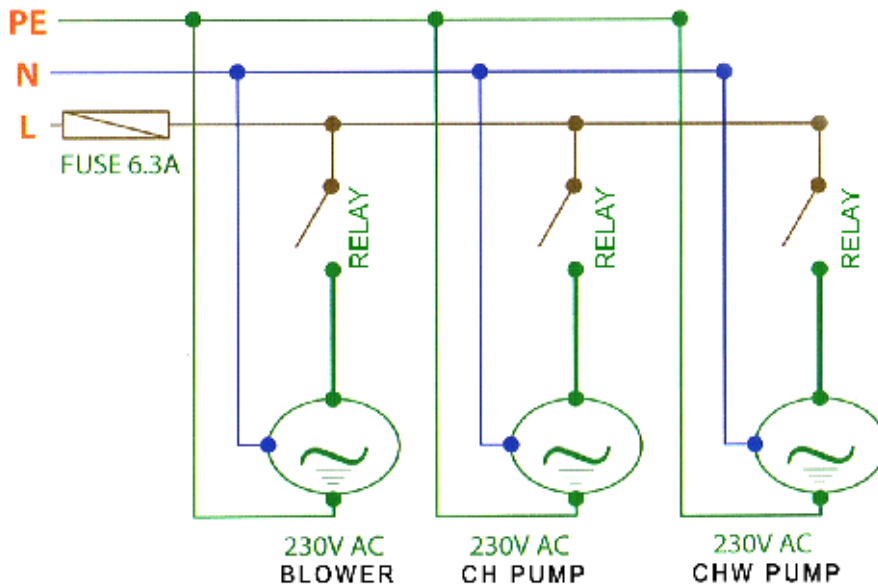 PE
N
L
FUSE 6.3A
RELAY
RELAY
RELAY
230V AC
BLOWER
230V AC
CH PUMP
230V AC
CHW PUMP